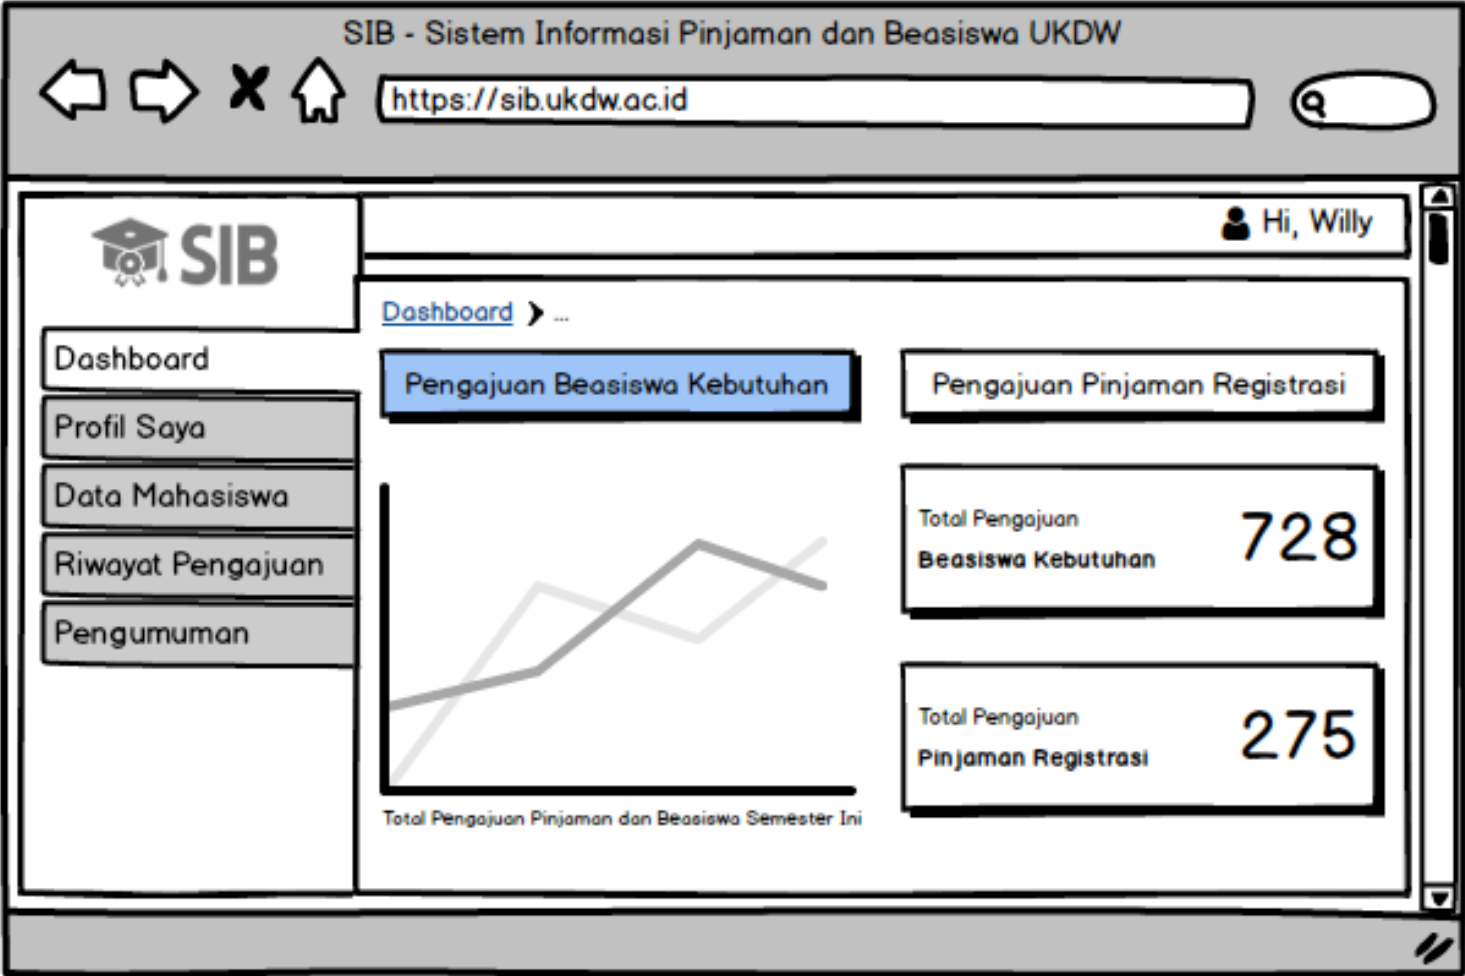 SIB - Sistem Informasi Pinjaman dan Beasiswa UKDW
https://sib.ukdw.ac.id
SIB
Hi, Willy
Dashboard
Profil Saya
Data Mahasiswa
Riwayat Pengajuan
Pengumuman
Dashboard ...
Pengajuan Beasiswa Kebutuhan
Pengajuan Pinjaman Registrasi
Total Pengajuan Pinjaman dan Beasiswa Semester Ini
Total Pengajuan
Beasiswa Kebutuhan
728
Total Pengajuan
Pinjaman Registrasi
275